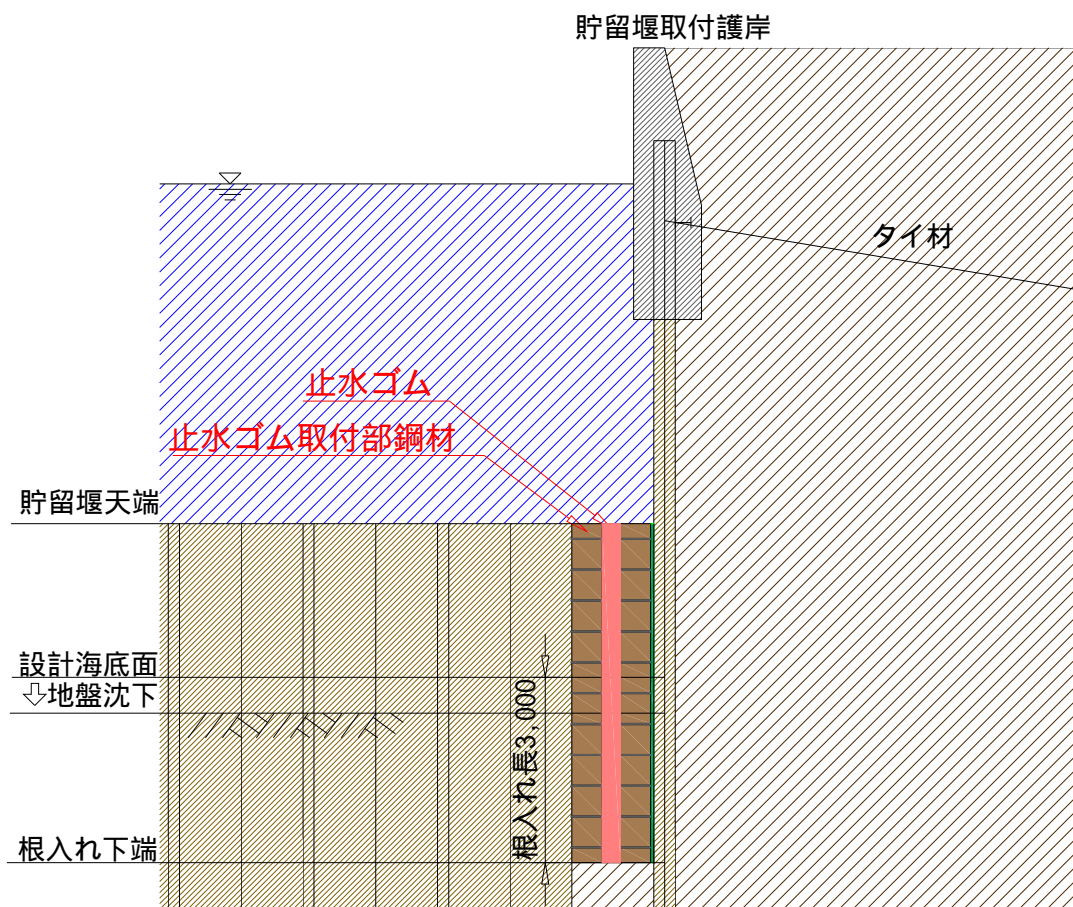 貯留堰取付護岸
タイ材
止水ゴム
止水ゴム取付部鋼材
貯留堰天端
設計海底面
地盤沈下
根入れ長3,000
根入れ下端